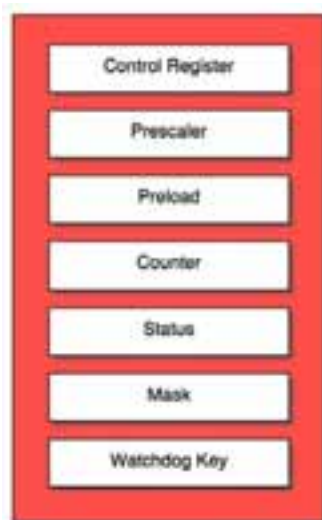 Control Register
Prescaler
Preload
Counter
Status
Mask
Watchdog Key